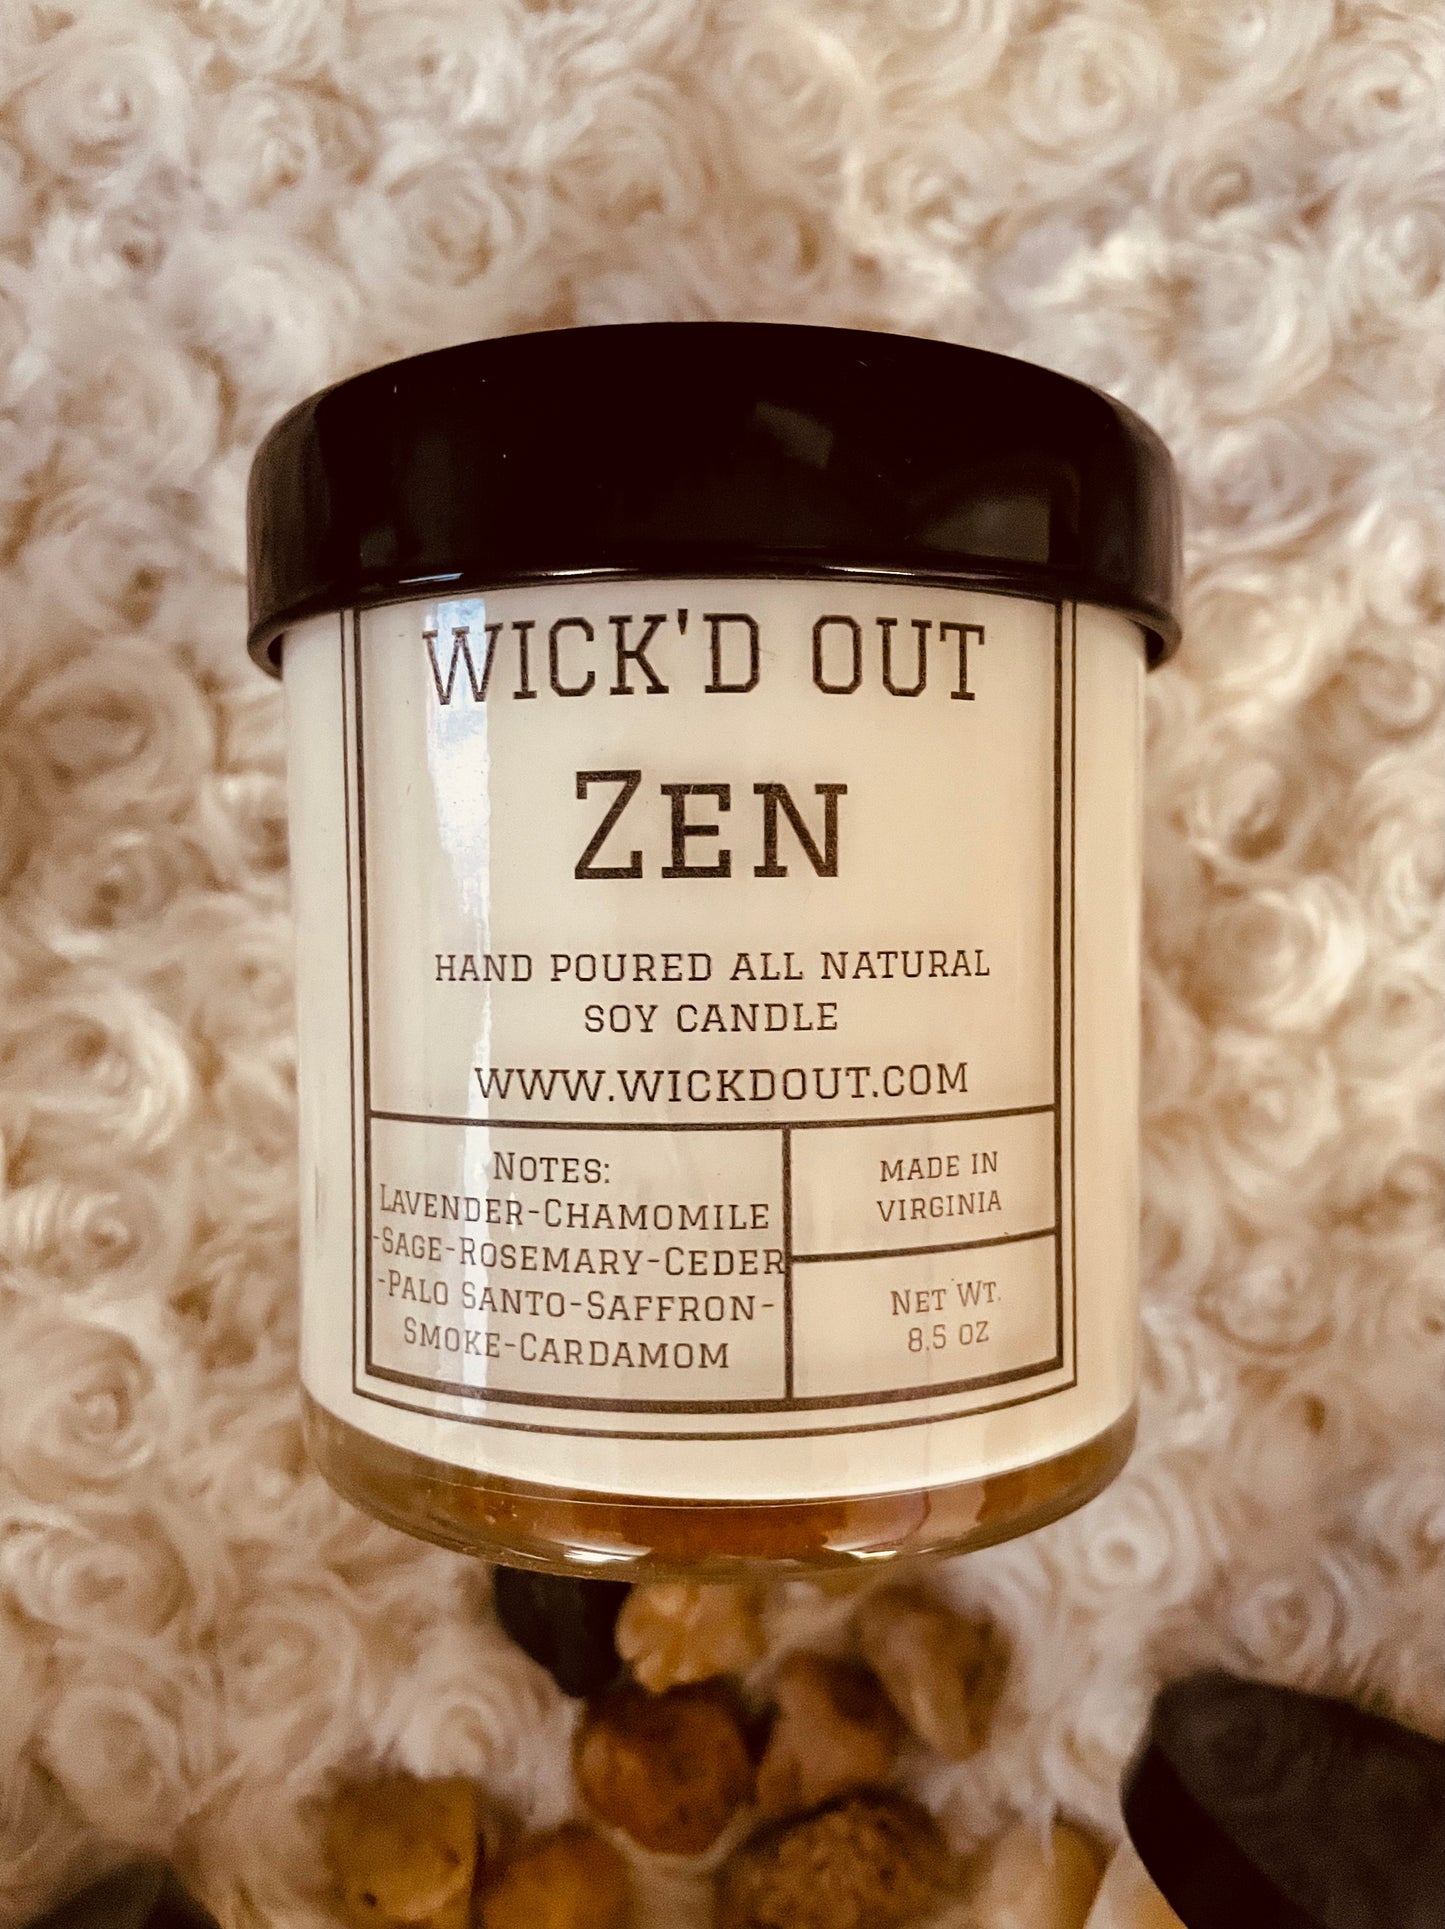 WICK'D OUT
ZEN
HAND POURED ALL NATURAL
SOY CANDLE
WWW.WICKDOUT.COM
NOTES:
LAVENDER-CHAMOMILE
-SAGE-ROSEMARY-CEDER
-PALO SANTO-SAFFRON-
SMOKE-CARDAMOM
MADE IN
VIRGINIA
NET WT.
8.5 OZ